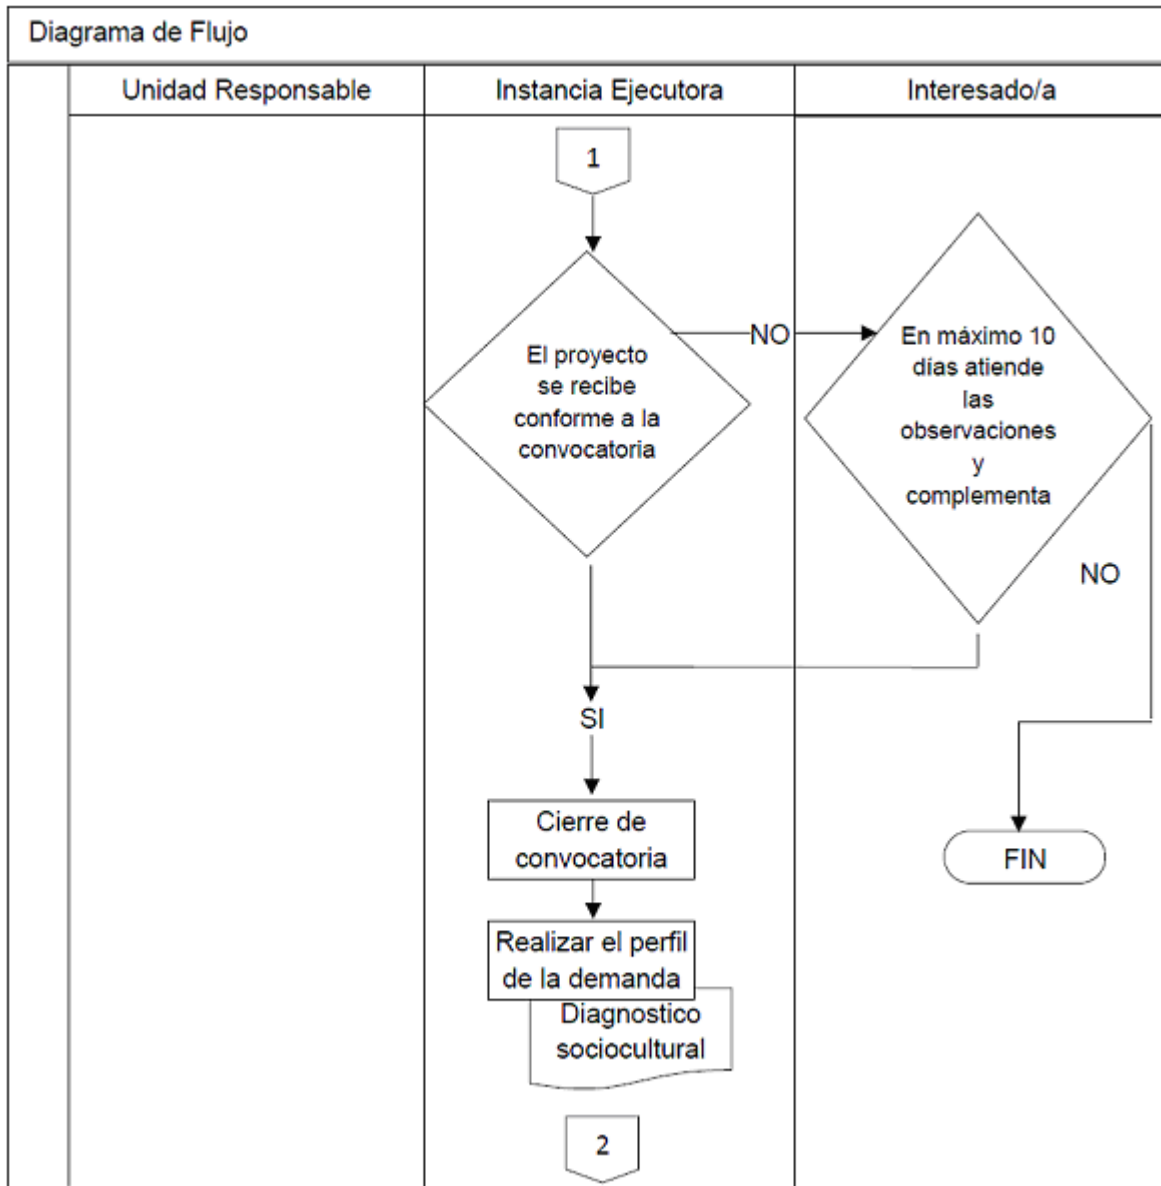 Diagrama de Flujo
Unidad Responsable
Instancia Ejecutora
Interesado/a
1
El proyecto
se recibe
conforme a la
convocatoria
NO
En máximo 10
días atiende
las
observaciones
y
complementa
NO
SI
Cierre de
convocatoria
FIN
Realizar el perfil
de la demanda
Diagnostico
sociocultural
2